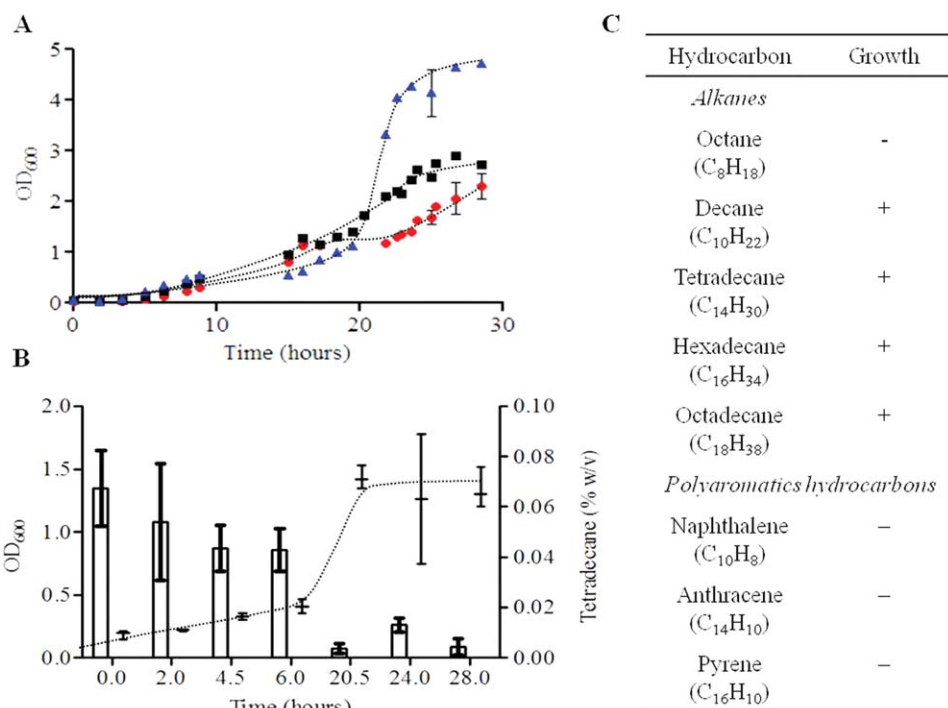 A
5
4
3
2
1
0
OD600
0
10
20
30
Time (hours)
B
2.0
1.5
1.0
0.5
0.0
OD600
0.10
0.08
0.06
0.04
0.02
0.00
Tetradecane (% w/v)
0.0 2.0 4.5 6.0 20.5 24.0 28.0
Time (hours)
C
Hydrocarbon Growth
Alkanes
Octane -
(C8H18)
Decane +
(C10H22)
Tetradecane +
(C14H30)
Hexadecane +
(C16H34)
Octadecane +
(C18H38)
Polyaromatics hydrocarbons
Naphthalene –
(C10H8)
Anthracene –
(C14H10)
Pyrene –
(C16H10)